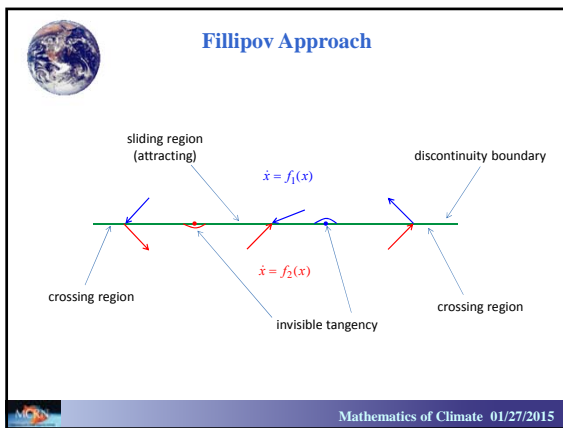 Fillipov Approach
sliding region
(attracting)
discontinuity boundary
ẋ = f₁(x)
ẋ = f₂(x)
crossing region
invisible tangency
crossing region
MCRN
Mathematics of Climate 01/27/2015